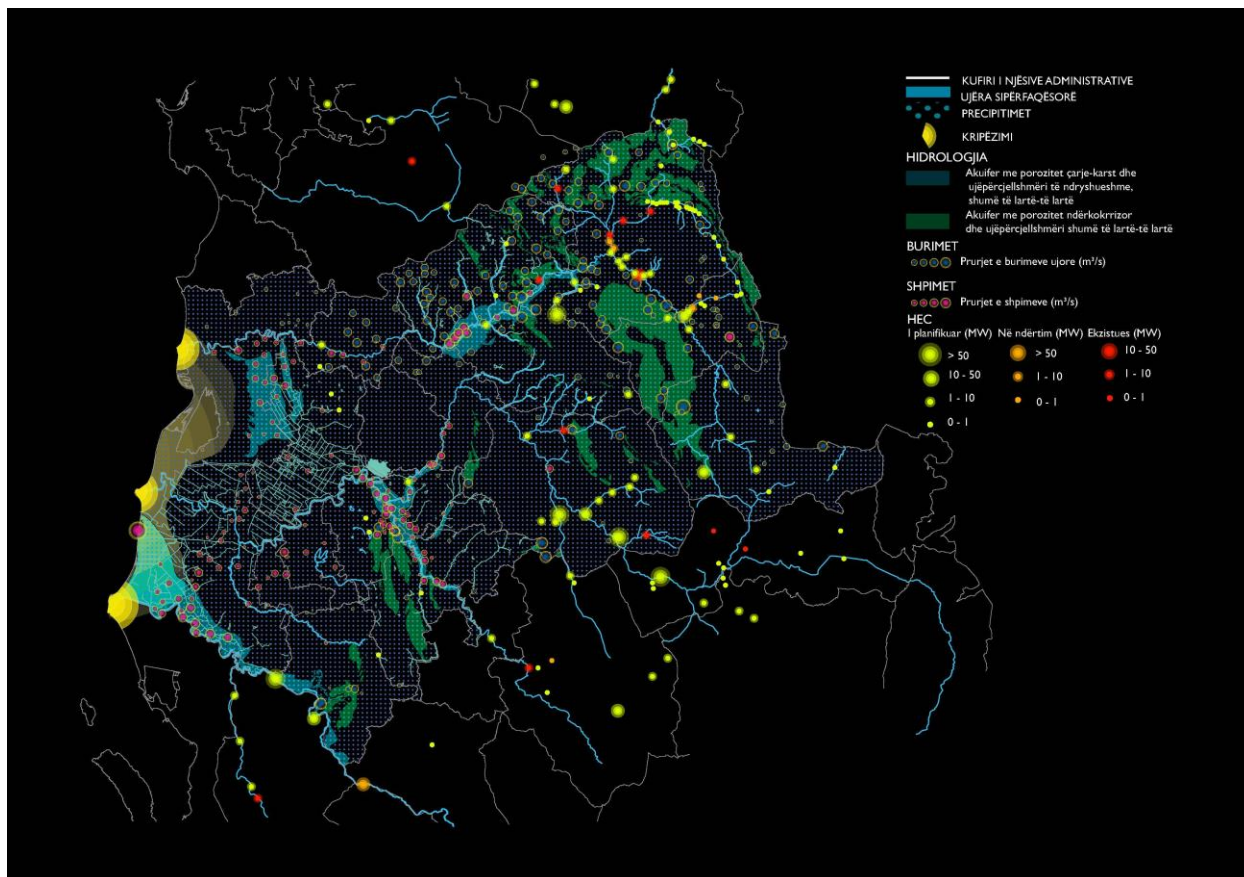 KUFIRI I NJËSIVE ADMINISTRATIVE
UJËRA SIPËRFAQËSORË
PRECIPITIMET
KRIPËZIMI
HIDROLOGJIA
Akuifer me porozitet çarje-karst dhe
ujëpërcjellshmëri të ndryshueshme,
shumë të lartë-të lartë
Akuifer me porozitet ndërkokrrizor
dhe ujëpërcjellshmëri shumë të lartë-të lartë
BURIMET
Prurjet e burimeve ujore (m³/s)
SHPIMET
Prurjet e shpimeve (m³/s)
HEC
I planifikuar (MW) Në ndërtim (MW) Ekzistues (MW)
> 50 > 50 10 - 50
10 - 50 1 - 10 1 - 10
1 - 10 0 - 1 0 - 1
0 - 1